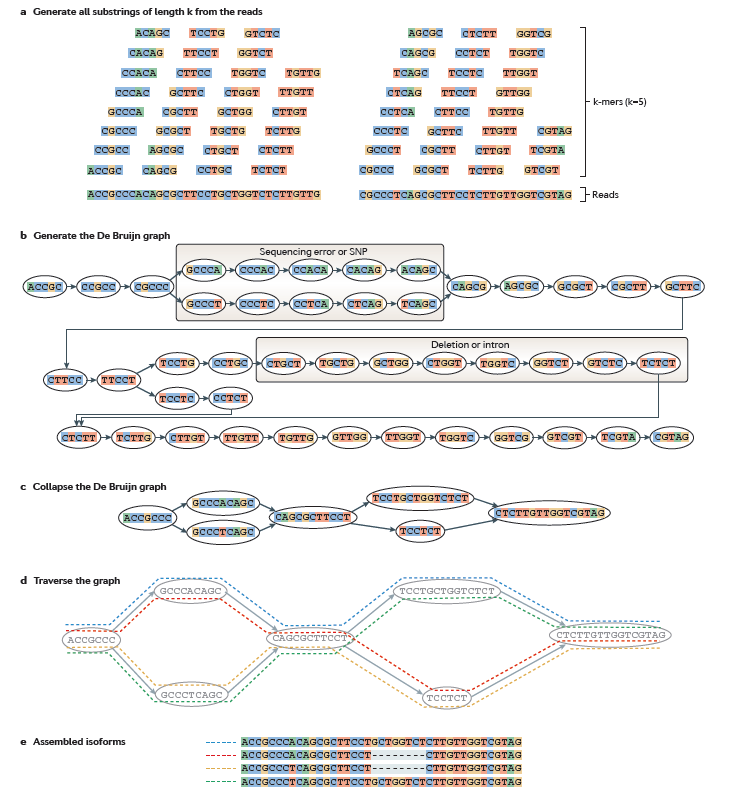 a Generate all substrings of length k from the reads
ACAGC TCCTG GTCTC AGCGC CTCTT GGTCG
CACAG TTCCT GGTCT CAGCG CCTCT TGGTC
CCACA CTTCC TGGTC TGTTG TCAGC TCCTC TTGGT
CCCAC GCTTC CTGGT TTGTT CTCAG TTCCT GTTGG
GCCCA CGCTT GCTGG CTTGT CCTCA CTTCC TGTTG
CGCCC GCGCT TGCTG TCTTG CCCTC GCTTC TTGTT CGTAG
CCGCC AGCGC CTGCT CTCTT GCCCT CGCTT CTTGT TCGTA
ACCGC CAGCG CCTGC TCTCT CGCCC GCGCT TCTTG GTCGT
k-mers (k=5)
ACCGCCCACAGCGCTTCCTGCTGGTCTCTTGTTG CGCCCTCAGCGCTTCCTCTTGTTGGTCGTAG Reads
b Generate the De Bruijn graph
Sequencing error or SNP
GCCCA CCCAC CCACA CACAG ACAGC
ACCGC CCGCC CGCCC CAGCG AGCGC GCGCT CGCTT GCTTC
GCCCT CCCTC CCTCA CTCAG TCAGC
Deletion or intron
TCCTG CCTGC CTGCT TGCTG GCTGG CTGGT TGGTC GGTCT GTCTC TCTCT
CTTCC TTCCT
TCCTC CCTCT
CTCTT TCTTG CTTGT TTGTT TGTTG GTTGG TTGGT TGGTC GGTCG GTCGT TCGTA CGTAG
c Collapse the De Bruijn graph
GCCCACAGC TCCTGCTGGTCTCT
ACCGCCC CAGCGCTTCCT CTCTTGTTGGTCGTAG
GCCCTCAGC TCCTCT
d Traverse the graph
GCCCACAGC TCCTGCTGGTCTCT
ACCGCCC CAGCGCTTCCT CTCTTGTTGGTCGTAG
GCCCTCAGC TCCTCT
e Assembled isoforms
ACCGCCCACAGCGCTTCCTGCTGGTCTCTTGTTGGTCGTAG
ACCGCCCACAGCGCTTCCT--------CTTGTTGGTCGTAG
ACCGCCCTCAGCGCTTCCT--------CTTGTTGGTCGTAG
ACCGCCCTCAGCGCTTCCTGCTGGTCTCTTGTTGGTCGTAG